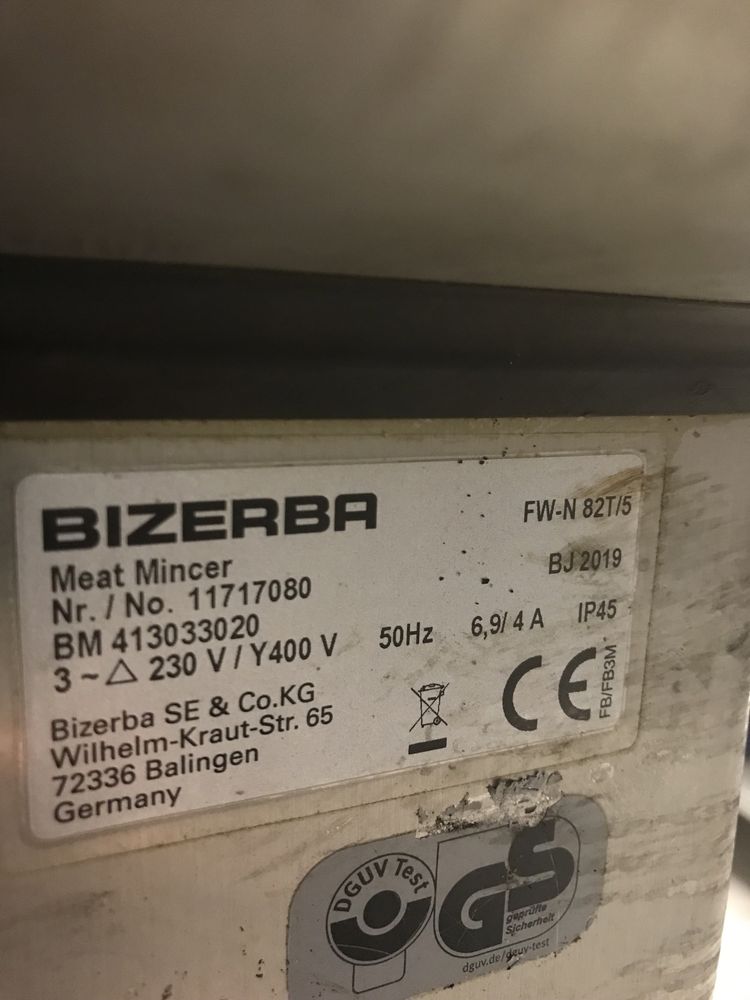 BIZERBA
FW-N 82T/5
Meat Mincer
BJ 2019
Nr. / No. 11717080
BM 413033020
3 ~ △ 230 V / Y400 V 50Hz 6,9/ 4 A IP45
Bizerba SE & Co.KG
Wilhelm-Kraut-Str. 65
72336 Balingen
Germany
CE
FB/FB3M
DGUV Test
GS
geprüfte
Sicherheit
dguv.de/dguv-test